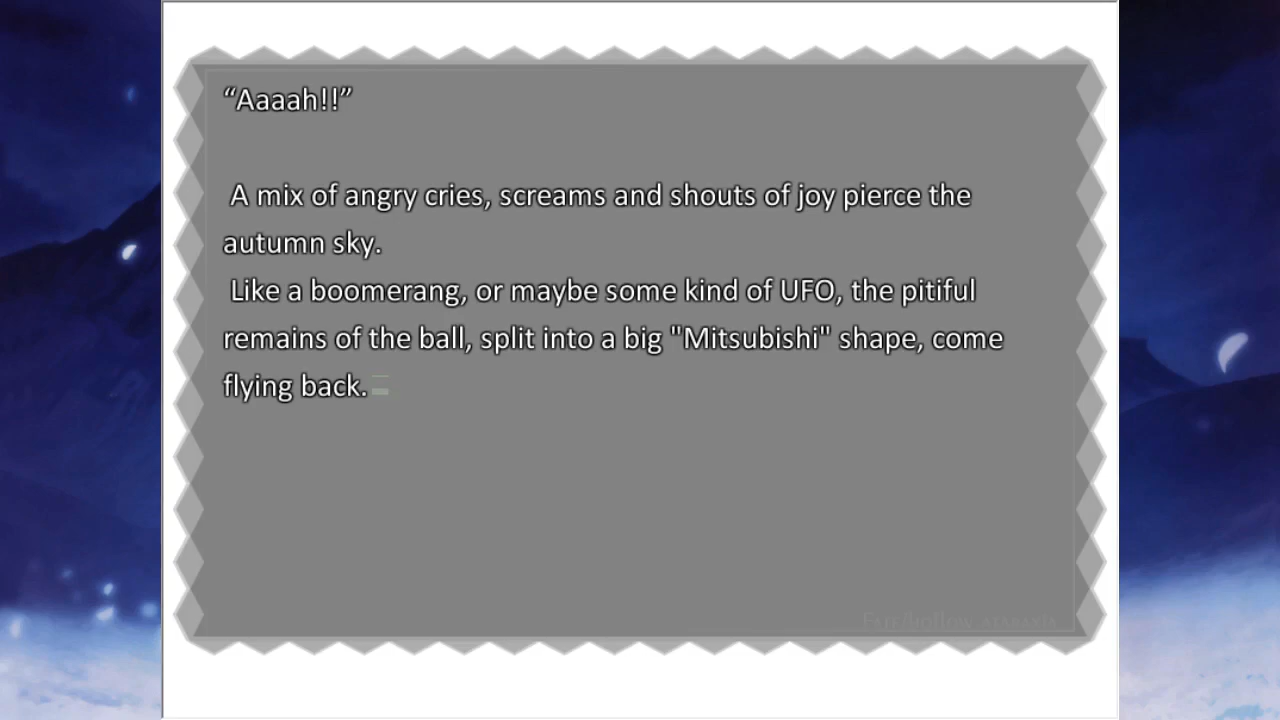 “Aaaah!!”
A mix of angry cries, screams and shouts of joy pierce the
autumn sky.
Like a boomerang, or maybe some kind of UFO, the pitiful
remains of the ball, split into a big "Mitsubishi" shape, come
flying back.